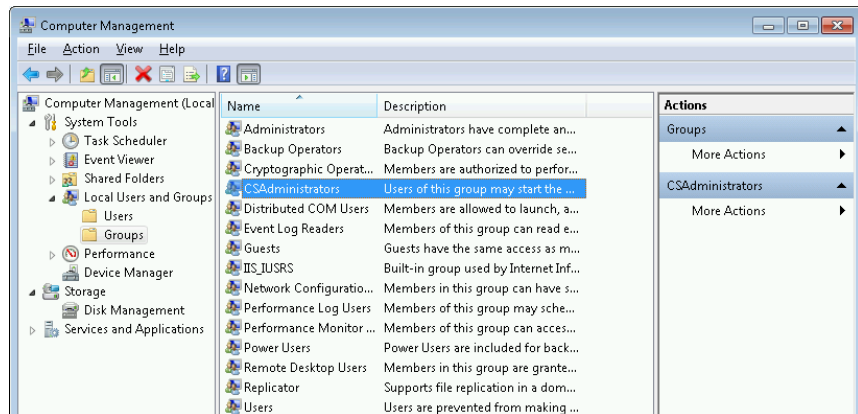 Computer Management
File Action View Help
Computer Management (Local
System Tools
Task Scheduler
Event Viewer
Shared Folders
Local Users and Groups
Users
Groups
Performance
Device Manager
Storage
Disk Management
Services and Applications
Name Description
Administrators Administrators have complete an...
Backup Operators Backup Operators can override se...
Cryptographic Operat... Members are authorized to perfor...
CSAdministrators Users of this group may start the ...
Distributed COM Users Members are allowed to launch, a...
Event Log Readers Members of this group can read e...
Guests Guests have the same access as m...
IIS_IUSRS Built-in group used by Internet Inf...
Network Configuratio... Members in this group can have s...
Performance Log Users Members of this group may sche...
Performance Monitor ... Members of this group can acces...
Power Users Power Users are included for back...
Remote Desktop Users Members in this group are grante...
Replicator Supports file replication in a dom...
Users Users are prevented from making ...
Actions
Groups
More Actions
CSAdministrators
More Actions